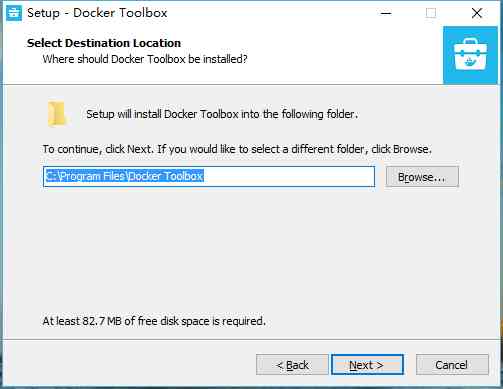 Setup - Docker Toolbox
Select Destination Location
Where should Docker Toolbox be installed?
Setup will install Docker Toolbox into the following folder.
To continue, click Next. If you would like to select a different folder, click Browse.
C:\Program Files\Docker Toolbox
Browse...
At least 82.7 MB of free disk space is required.
< Back
Next >
Cancel